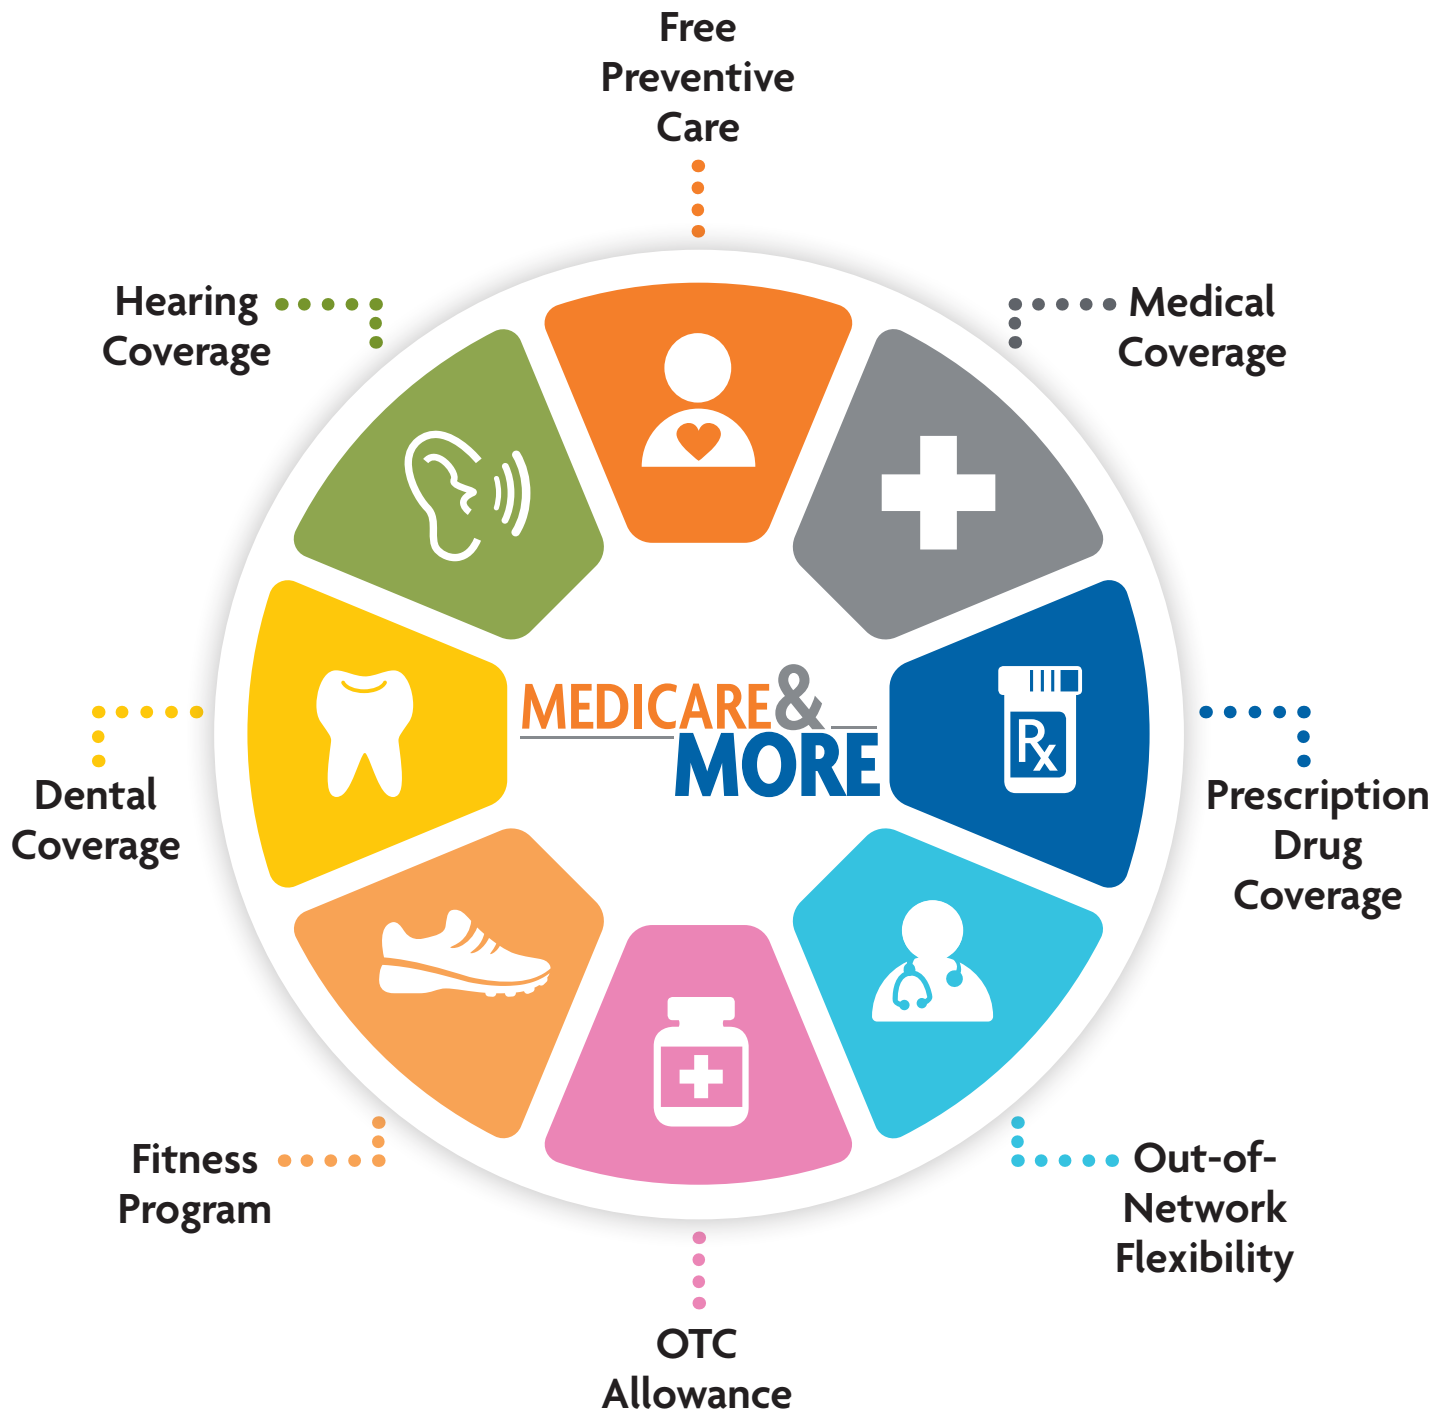 Free
Preventive
Care
Hearing
Coverage
Medical
Coverage
MEDICARE&
MORE
Rx
Dental
Coverage
Prescription
Drug
Coverage
Fitness
Program
Out-of-
Network
Flexibility
OTC
Allowance